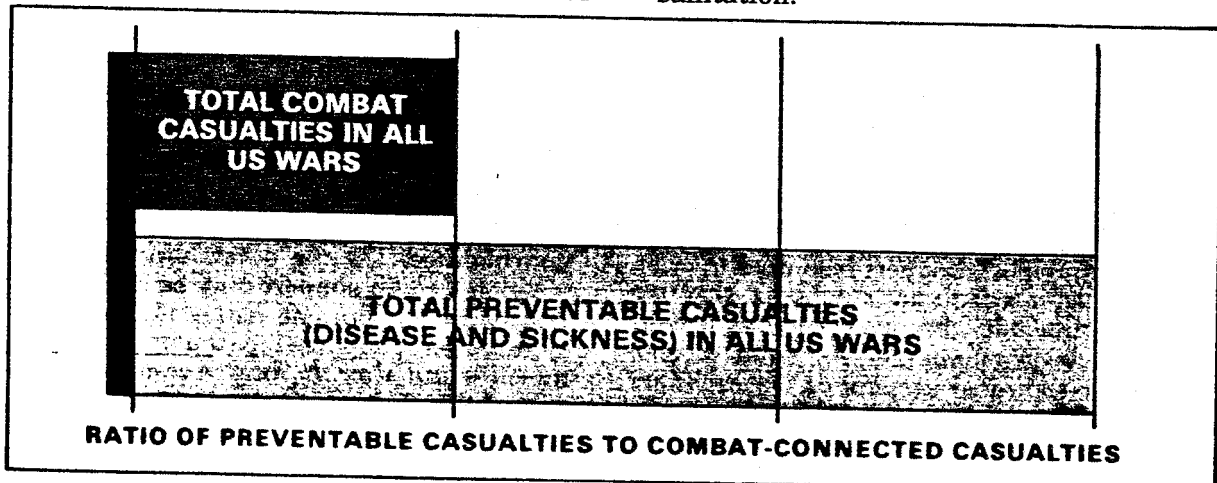 sanitation.
TOTAL COMBAT
CASUALTIES IN ALL
US WARS
TOTAL PREVENTABLE CASUALTIES
(DISEASE AND SICKNESS) IN ALL US WARS
RATIO OF PREVENTABLE CASUALTIES TO COMBAT-CONNECTED CASUALTIES